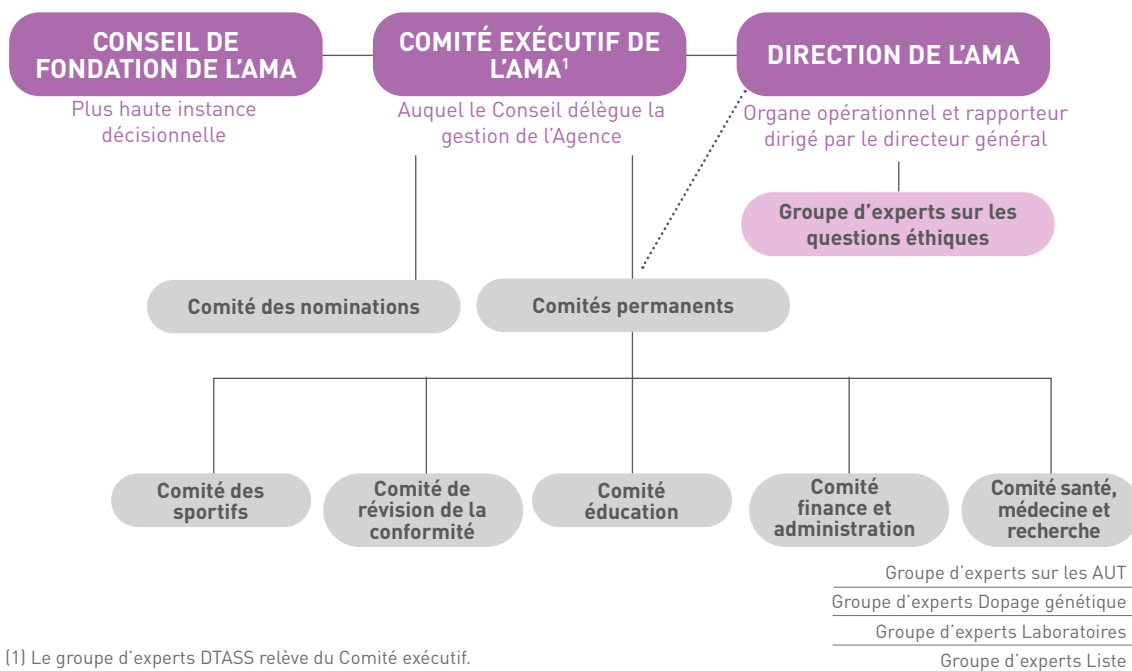 CONSEIL DE
FONDATION DE L'AMA
COMITÉ EXÉCUTIF DE
L'AMA¹
DIRECTION DE L'AMA
Plus haute instance
décisionnelle
Auquel le Conseil délègue la
gestion de l'Agence
Organe opérationnel et rapporteur
dirigé par le directeur général
Groupe d'experts sur les
questions éthiques
Comité des nominations
Comités permanents
Comité des
sportifs
Comité de
révision de la
conformité
Comité
éducation
Comité
finance et
administration
Comité santé,
médecine et
recherche
Groupe d'experts sur les AUT
Groupe d'experts Dopage génétique
Groupe d'experts Laboratoires
Groupe d'experts Liste
(1) Le groupe d'experts DTASS relève du Comité exécutif.